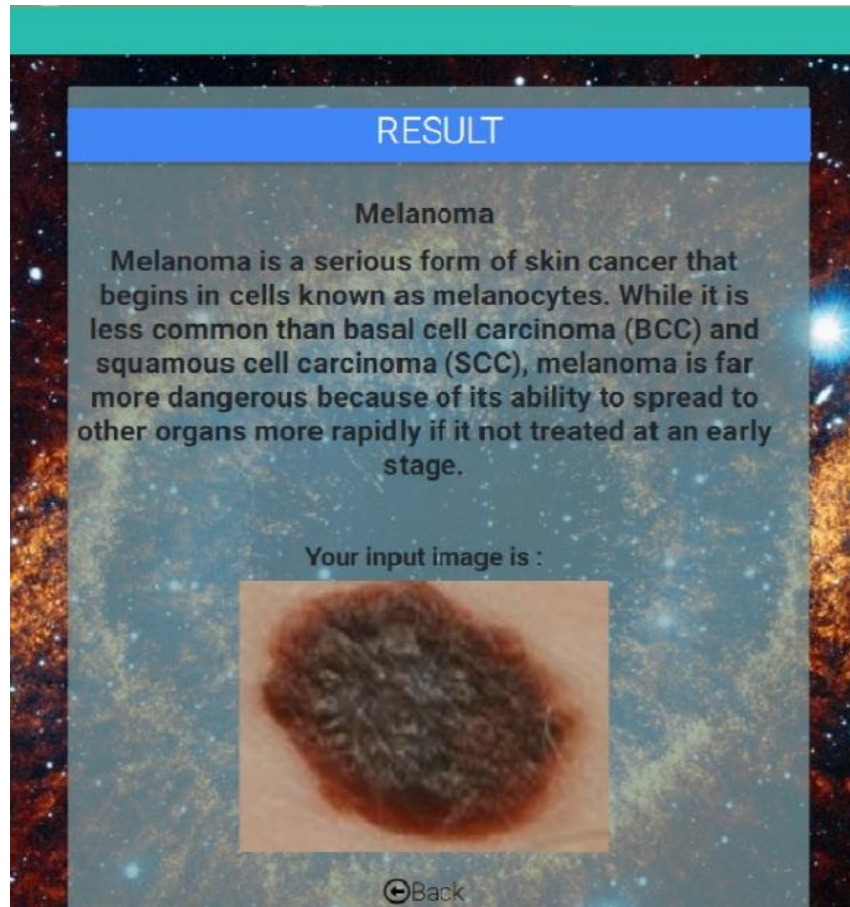 RESULT
Melanoma
Melanoma is a serious form of skin cancer that
begins in cells known as melanocytes. While it is
less common than basal cell carcinoma (BCC) and
squamous cell carcinoma (SCC), melanoma is far
more dangerous because of its ability to spread to
other organs more rapidly if it not treated at an early
stage.
Your input image is :
Back